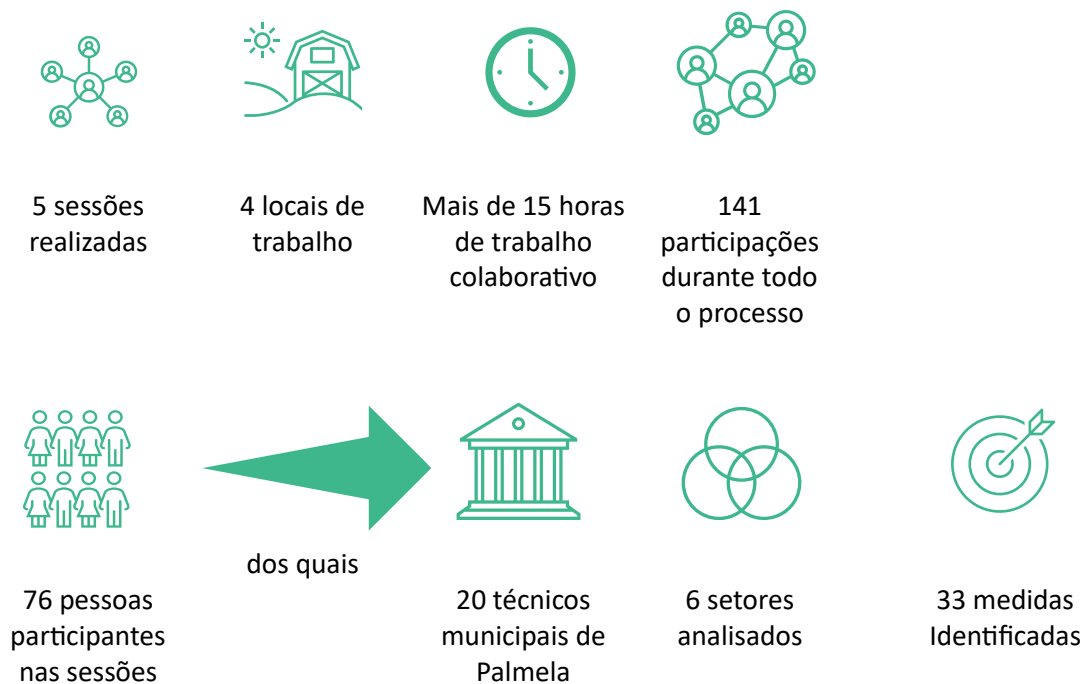 5 sessões
realizadas
4 locais de
trabalho
Mais de 15 horas
de trabalho
colaborativo
141
participações
durante todo
o processo
76 pessoas
participantes
nas sessões
dos quais
20 técnicos
municipais de
Palmela
6 setores
analisados
33 medidas
Identificadas